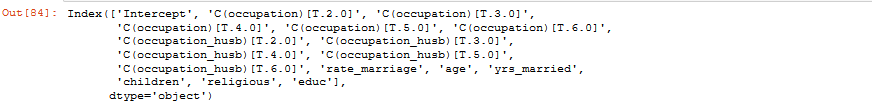 Out[84]: Index(['Intercept', 'C(occupation)[T.2.0]', 'C(occupation)[T.3.0]',
'C(occupation)[T.4.0]', 'C(occupation)[T.5.0]', 'C(occupation)[T.6.0]',
'C(occupation_husb)[T.2.0]', 'C(occupation_husb)[T.3.0]',
'C(occupation_husb)[T.4.0]', 'C(occupation_husb)[T.5.0]',
'C(occupation_husb)[T.6.0]', 'rate_marriage', 'age', 'yrs_married',
'children', 'religious', 'educ'],
dtype='object')